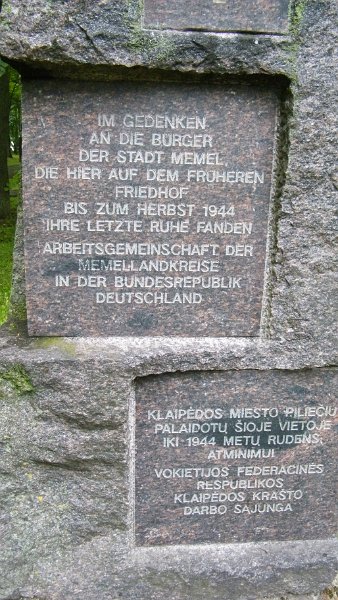 IM GEDENKEN
AN DIE BÜRGER
DER STADT MEMEL,
DIE HIER AUF DEM FRÜHEREN
FRIEDHOF
BIS ZUM HERBST 1944
IHRE LETZTE RUHE FANDEN
ARBEITSGEMEINSCHAFT DER
MEMELLANDKREISE
IN DER BUNDESREPUBLIK
DEUTSCHLAND
KLAIPĖDOS MIESTO PILIEČIŲ
PALAIDOTŲ ŠIOJE VIETOJE
IKI 1944 METŲ RUDENS,
ATMINIMUI
VOKIETIJOS FEDERACINĖS
RESPUBLIKOS
KLAIPĖDOS KRAŠTO
DARBO SĄJUNGA